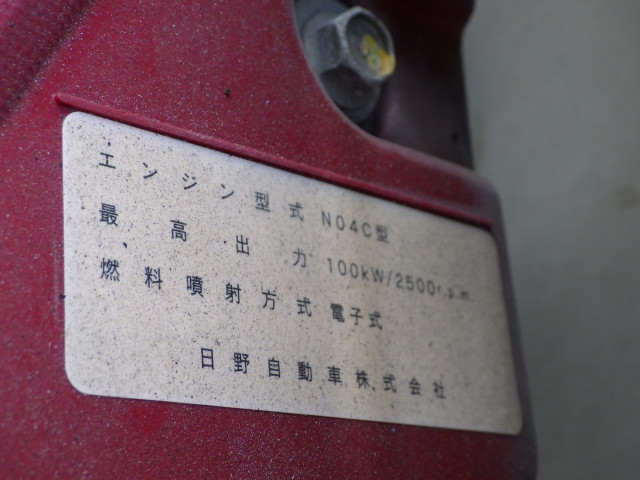 エンジン型式 N04C型
最高出力 100kW/2500r.p.m.
燃料噴射方式 電子式
日野自動車株式会社